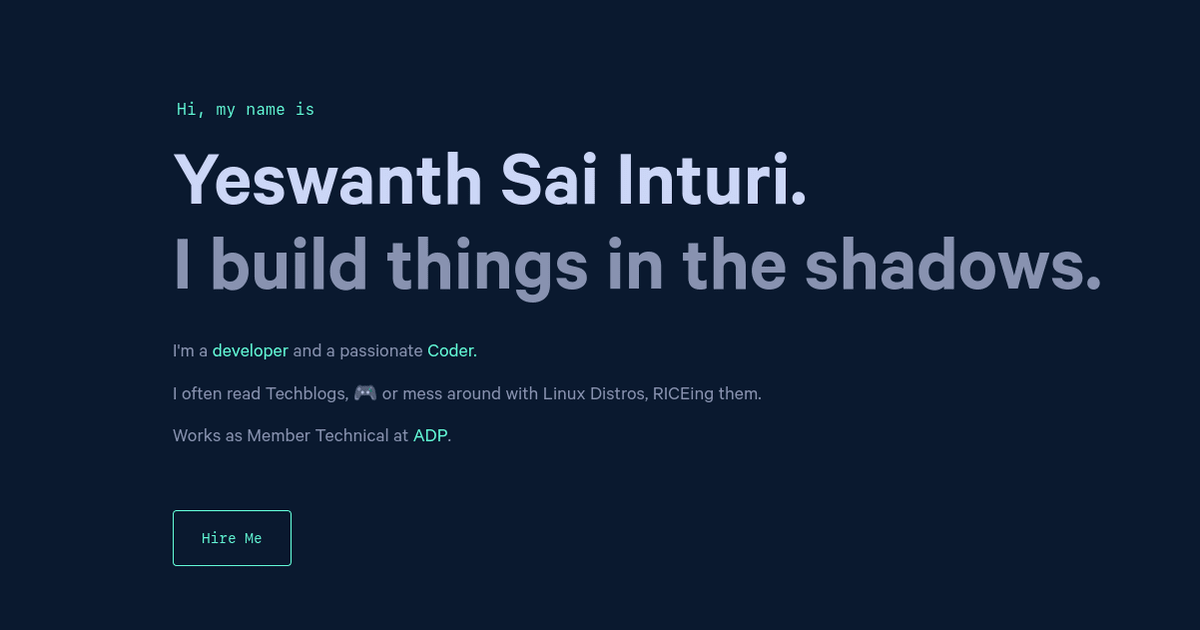 Hi, my name is
Yeswanth Sai Inturi.
I build things in the shadows.
I'm a developer and a passionate Coder.
I often read Techblogs, 🎮 or mess around with Linux Distros, RICEing them.
Works as Member Technical at ADP.
Hire Me